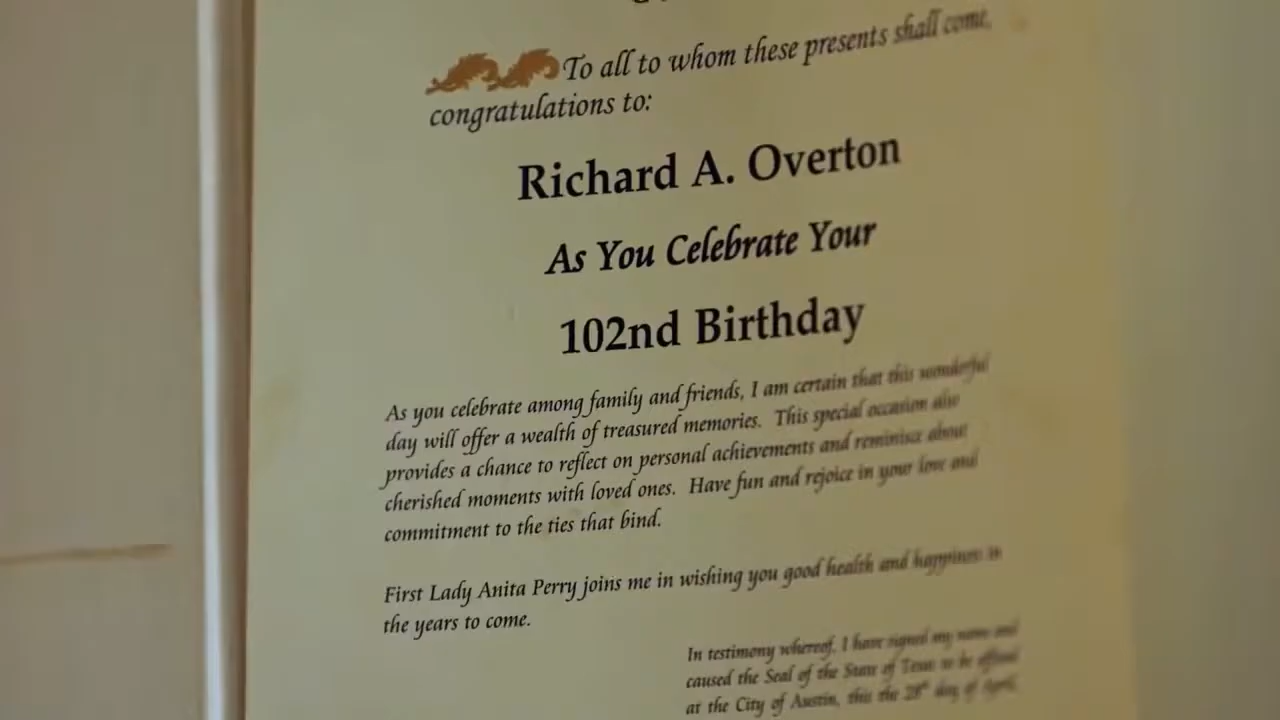 To all to whom these presents shall come,
congratulations to:
Richard A. Overton
As You Celebrate Your
102nd Birthday
As you celebrate among family and friends, I am certain that this wonderful
day will offer a wealth of treasured memories. This special occasion also
provides a chance to reflect on personal achievements and reminisce about
cherished moments with loved ones. Have fun and rejoice in your love and
commitment to the ties that bind.
First Lady Anita Perry joins me in wishing you good health and happiness in
the years to come.
In testimony whereof, I have signed my name and
caused the Seal of the State of Texas to be affixed
at the City of Austin, this the 28th day of April,